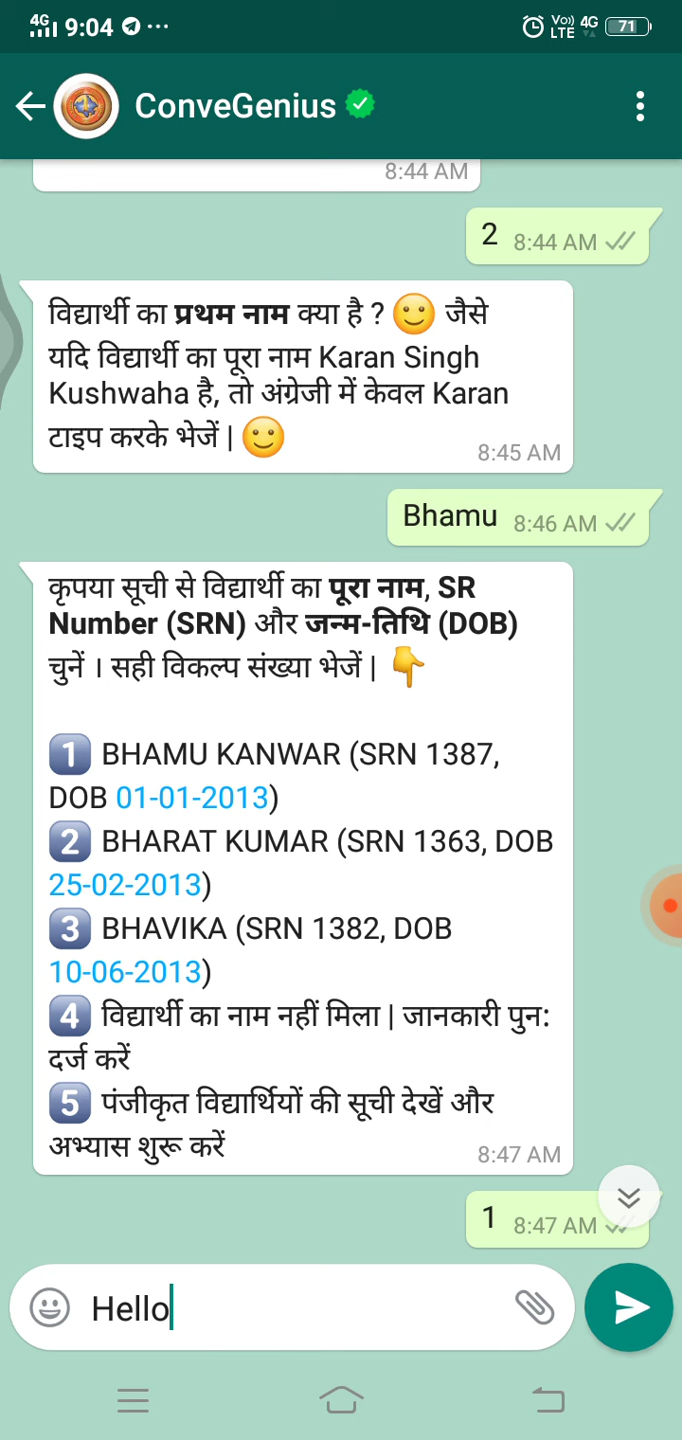 4G 9:04 ... Vo)) LTE 4G 71
ConveGenius
8:44 AM
2 8:44 AM
विद्यार्थी का प्रथम नाम क्या है ? 🙂 जैसे
यदि विद्यार्थी का पूरा नाम Karan Singh
Kushwaha है, तो अंग्रेजी में केवल Karan
टाइप करके भेजें | 🙂
8:45 AM
Bhamu 8:46 AM
कृपया सूची से विद्यार्थी का पूरा नाम, SR
Number (SRN) और जन्म-तिथि (DOB)
चुनें । सही विकल्प संख्या भेजें | 👇
1 BHAMU KANWAR (SRN 1387,
DOB 01-01-2013)
2 BHARAT KUMAR (SRN 1363, DOB
25-02-2013)
3 BHAVIKA (SRN 1382, DOB
10-06-2013)
4 विद्यार्थी का नाम नहीं मिला | जानकारी पुन:
दर्ज करें
5 पंजीकृत विद्यार्थियों की सूची देखें और
अभ्यास शुरू करें
8:47 AM
1 8:47 AM
Hello